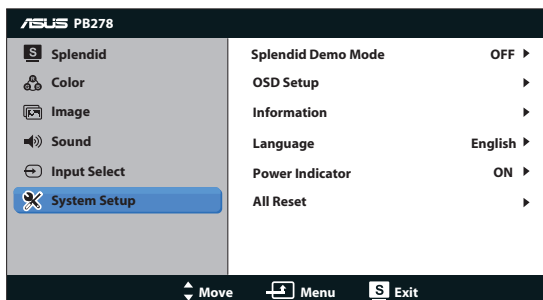 ASUS PB278
S Splendid
Color
Image
Sound
Input Select
System Setup
Splendid Demo Mode OFF
OSD Setup
Information
Language English
Power Indicator ON
All Reset
Move Menu S Exit